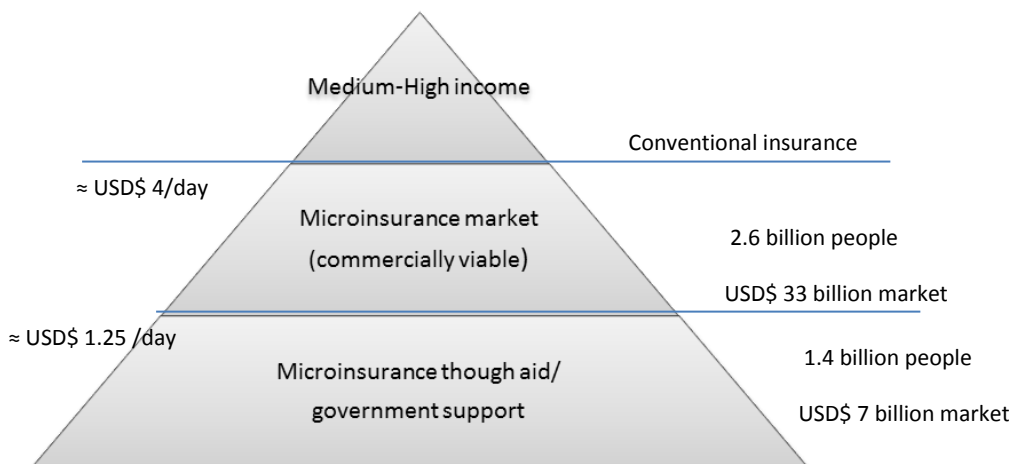 Medium-High income
Conventional insurance
≈ USD$ 4/day
Microinsurance market
(commercially viable)
2.6 billion people
USD$ 33 billion market
≈ USD$ 1.25 /day
Microinsurance though aid/
government support
1.4 billion people
USD$ 7 billion market